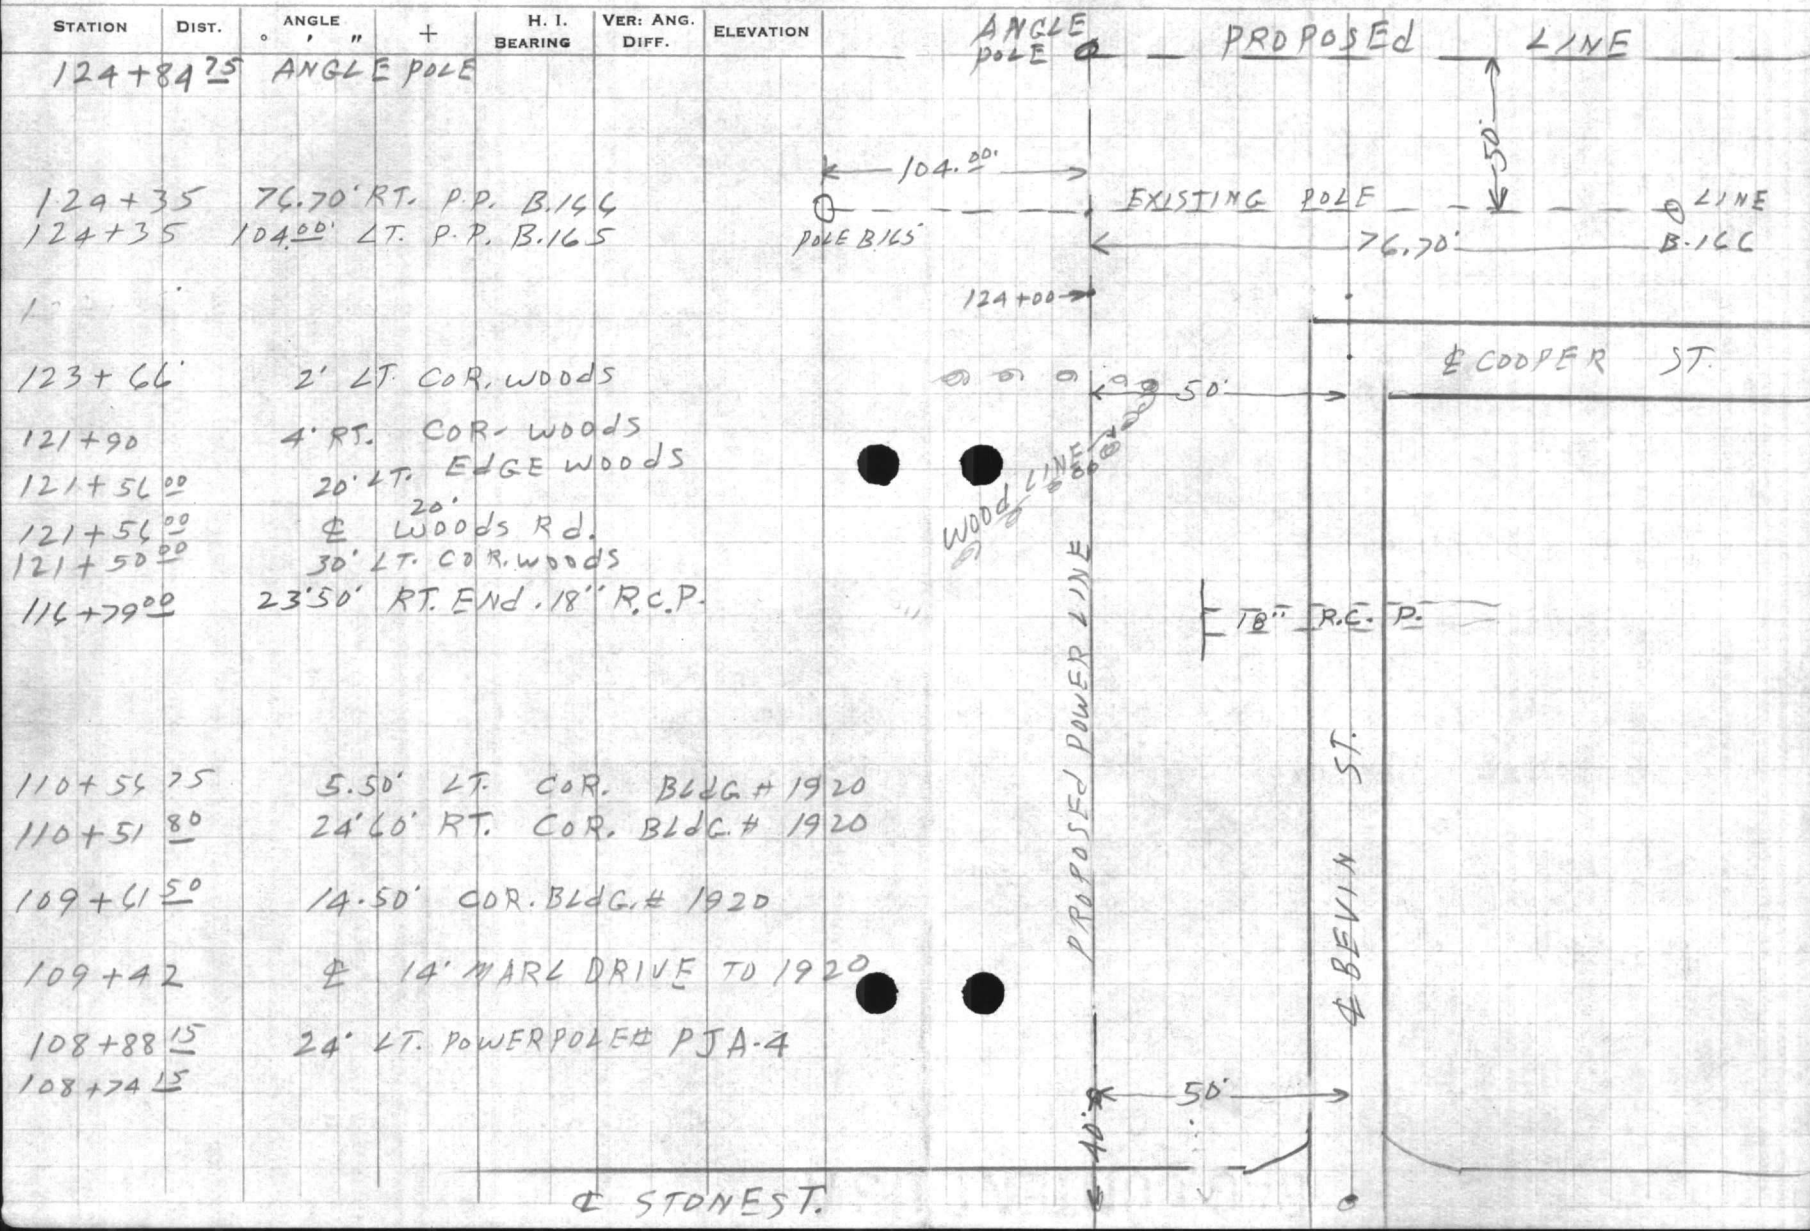 STATION DIST. ANGLE ° ' " + H. I. BEARING VER: ANG. DIFF. ELEVATION
124+84 75 ANGLE POLE
124+35 76.70' RT. P.P. B.166
124+35 104.00' LT. P.P. B.165
1
123+66' 2' LT. COR. WOODS
121+90 4' RT. COR- WOODS
121+56 00 20' LT. EdGE WOODS
121+56 00 ℄ 20' WOODS Rd.
121+50 00 30' LT. COR. WOODS
116+79 00 23'50' RT. ENd. 18" R.C.P.
110+56 75 5.50' LT. COR. BLdG # 1920
110+51 80 24'60' RT. COR. BLdG. # 1920
109+61 50 14.50' COR. BLdG. # 1920
109+42 ℄ 14' MARL DRIVE TO 1920
108+88 15 24' LT. POWERPOLE# PJA-4
108+74 15
ANGLE
POLE
PROPOSEd LINE
50'
104.00'
EXISTING POLE LINE
POLE B165
76.70'
B-166
124+00
℄ COOPER ST.
50'
WOOD LINE
18" R.C. P.
PROPOSEd POWER LINE
℄ BEVIN ST.
50'
40'
℄ STONE ST.